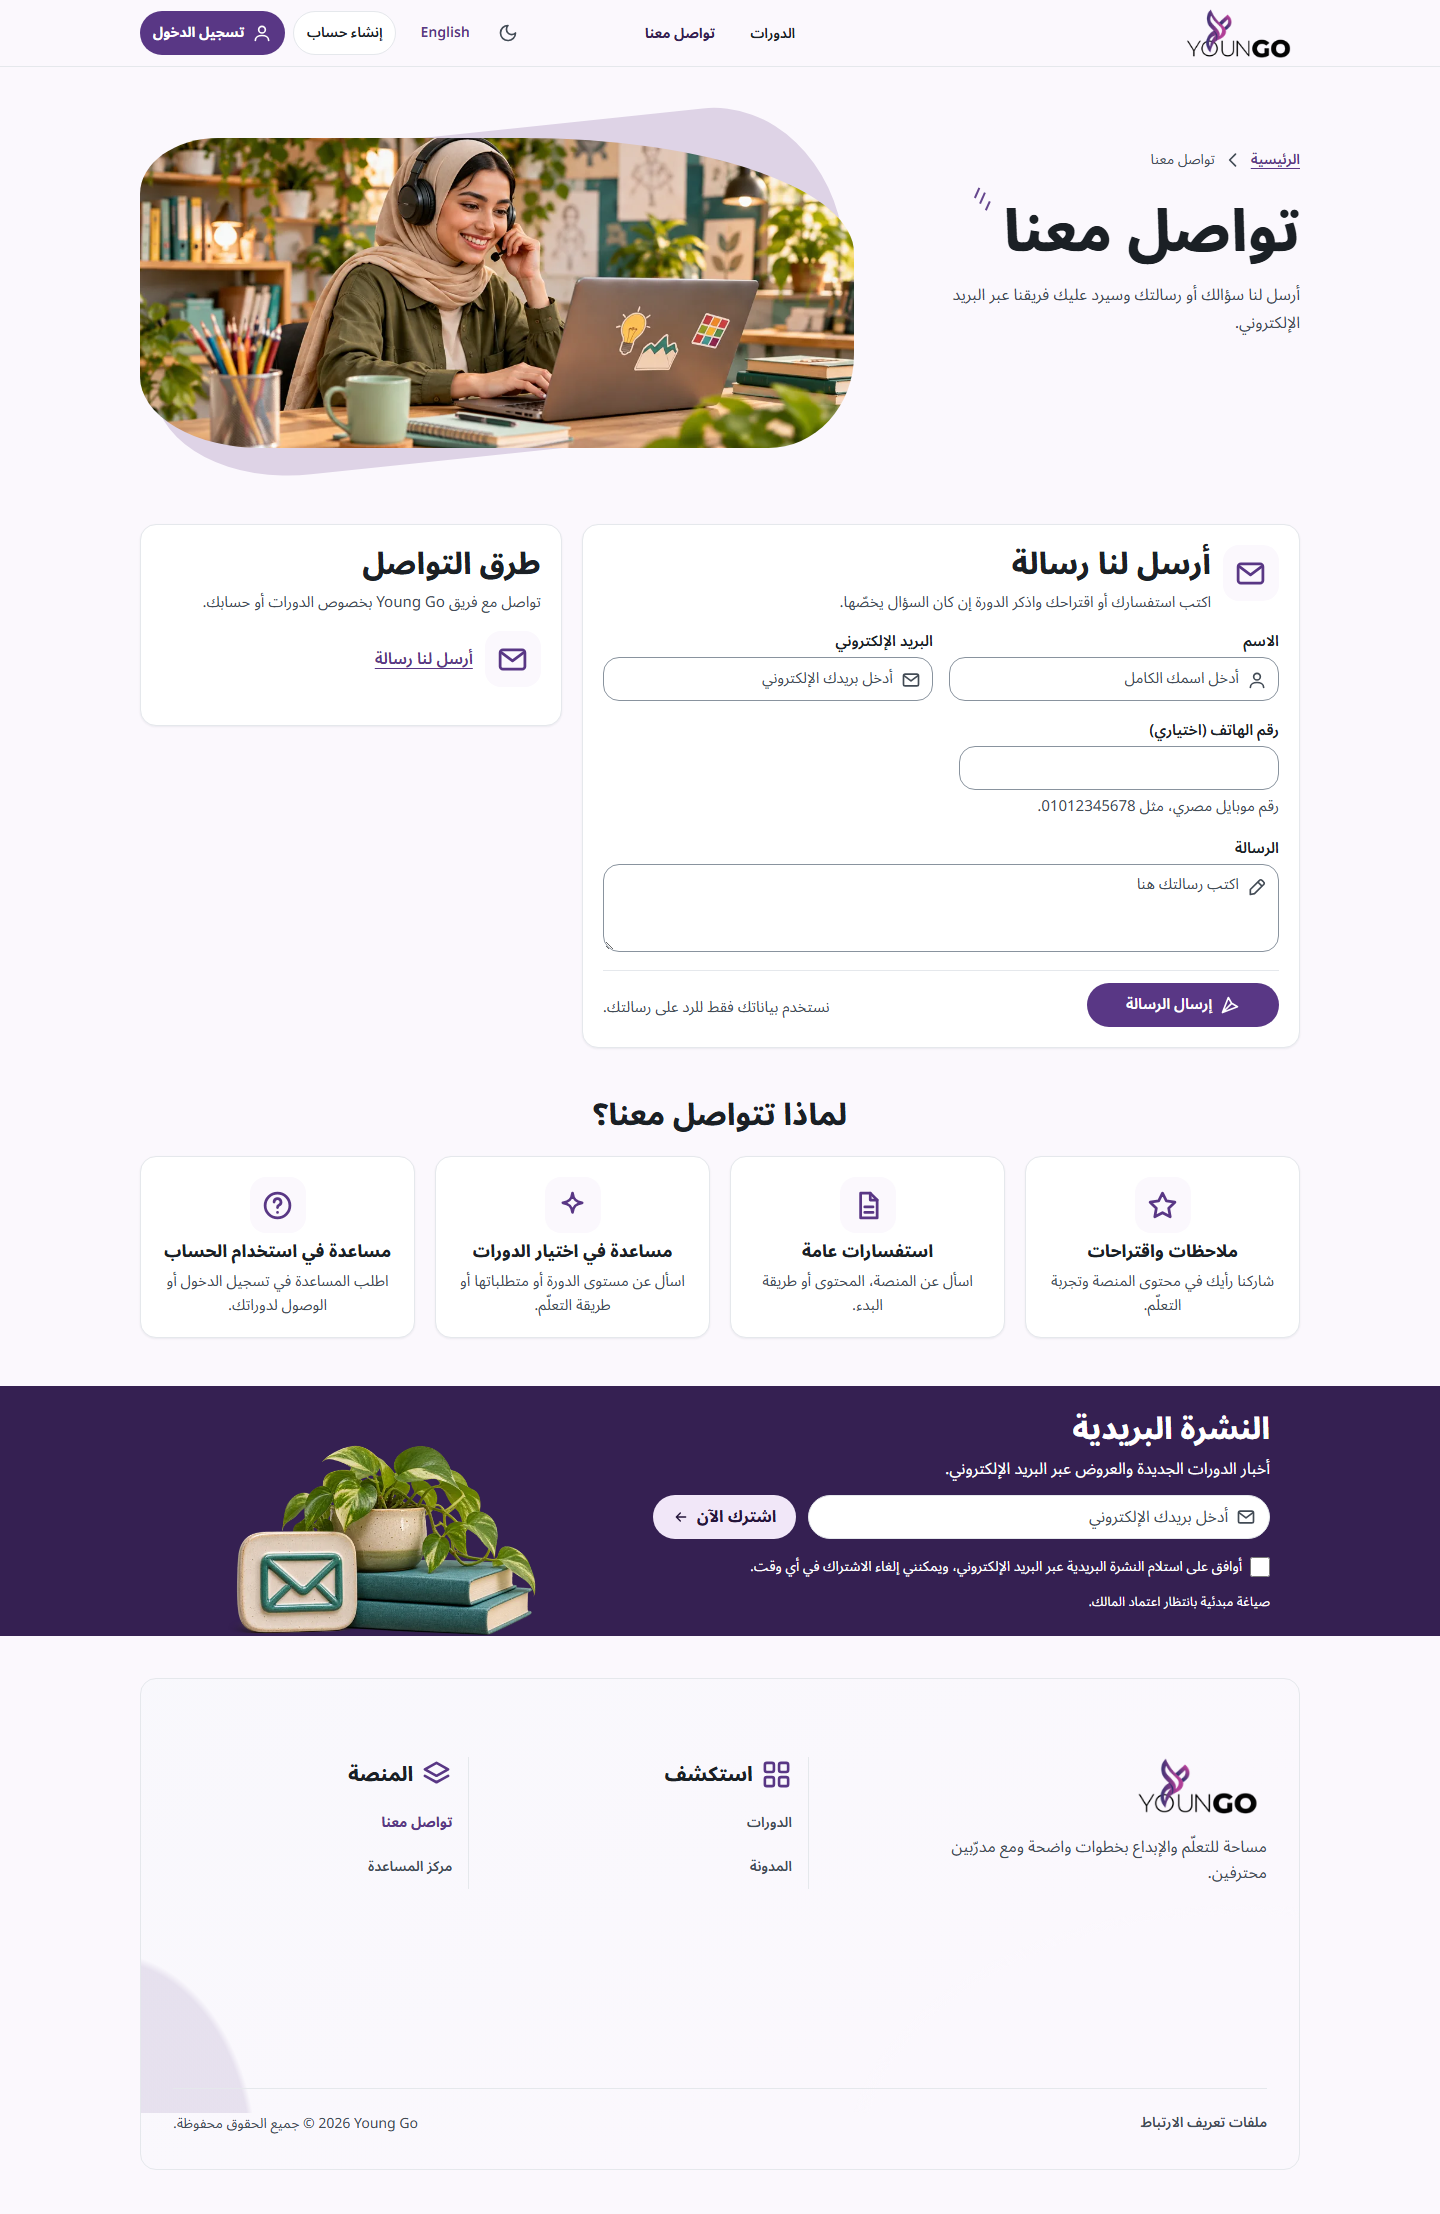 YOUNGO
الدورات
تواصل معنا
English
إنشاء حساب
تسجيل الدخول
الرئيسية
تواصل معنا
تواصل معنا
أرسل لنا سؤالك أو رسالتك وسيرد عليك فريقنا عبر البريد
الإلكتروني.
أرسل لنا رسالة
اكتب استفسارك أو اقتراحك واذكر الدورة إن كان السؤال يخصّها.
الاسم
البريد الإلكتروني
أدخل اسمك الكامل
أدخل بريدك الإلكتروني
رقم الهاتف (اختياري)
رقم موبايل مصري، مثل 01012345678.
الرسالة
اكتب رسالتك هنا
إرسال الرسالة
نستخدم بياناتك فقط للرد على رسالتك.
طرق التواصل
تواصل مع فريق Young Go بخصوص الدورات أو حسابك.
أرسل لنا رسالة
لماذا تتواصل معنا؟
ملاحظات واقتراحات
شاركنا رأيك في محتوى المنصة وتجربة
التعلّم.
استفسارات عامة
اسأل عن المنصة، المحتوى أو طريقة
البدء.
مساعدة في اختيار الدورات
اسأل عن مستوى الدورة أو متطلباتها أو
طريقة التعلّم.
مساعدة في استخدام الحساب
اطلب المساعدة في تسجيل الدخول أو
الوصول لدوراتك.
النشرة البريدية
أخبار الدورات الجديدة والعروض عبر البريد الإلكتروني.
أدخل بريدك الإلكتروني
اشترك الآن
أوافق على استلام النشرة البريدية عبر البريد الإلكتروني، ويمكنني إلغاء الاشتراك في أي وقت.
صياغة مبدئية بانتظار اعتماد المالك.
YOUNGO
مساحة للتعلّم والإبداع بخطوات واضحة ومع مدرّبين
محترفين.
استكشف
الدورات
المدونة
المنصة
تواصل معنا
مركز المساعدة
ملفات تعريف الارتباط
Young Go 2026 © جميع الحقوق محفوظة.